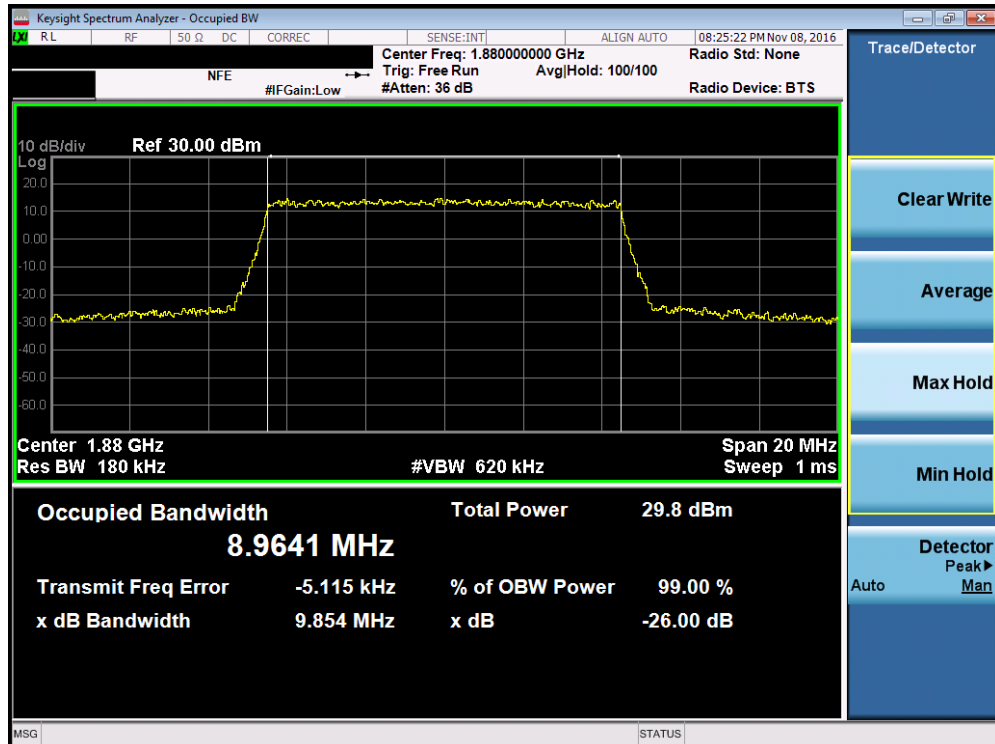 Keysight Spectrum Analyzer - Occupied BW
LXI RL RF 50 Ω DC CORREC SENSE:INT ALIGN AUTO 08:25:22 PM Nov 08, 2016
Center Freq: 1.880000000 GHz Radio Std: None
NFE Trig: Free Run Avg|Hold: 100/100
#IFGain:Low #Atten: 36 dB Radio Device: BTS
10 dB/div Ref 30.00 dBm
Log
20.0
10.0
0.00
-10.0
-20.0
-30.0
-40.0
-50.0
-60.0
Center 1.88 GHz Span 20 MHz
Res BW 180 kHz #VBW 620 kHz Sweep 1 ms
Occupied Bandwidth Total Power 29.8 dBm
8.9641 MHz
Transmit Freq Error -5.115 kHz % of OBW Power 99.00 %
x dB Bandwidth 9.854 MHz x dB -26.00 dB
MSG STATUS
Trace/Detector
Clear Write
Average
Max Hold
Min Hold
Detector
Peak▶
Auto Man